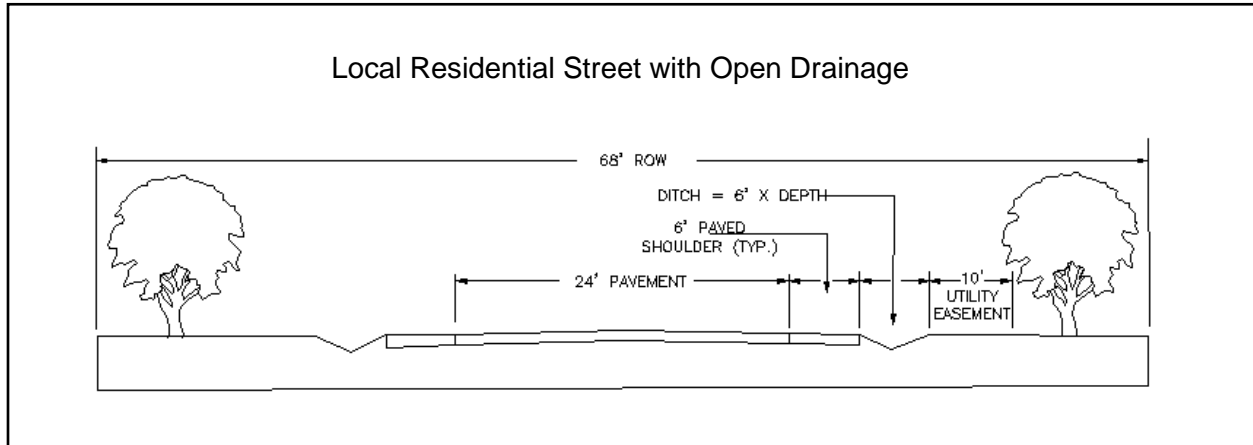 Local Residential Street with Open Drainage
68' ROW
DITCH = 6' X DEPTH
6' PAVED
SHOULDER (TYP.)
24' PAVEMENT
10'
UTILITY
EASEMENT